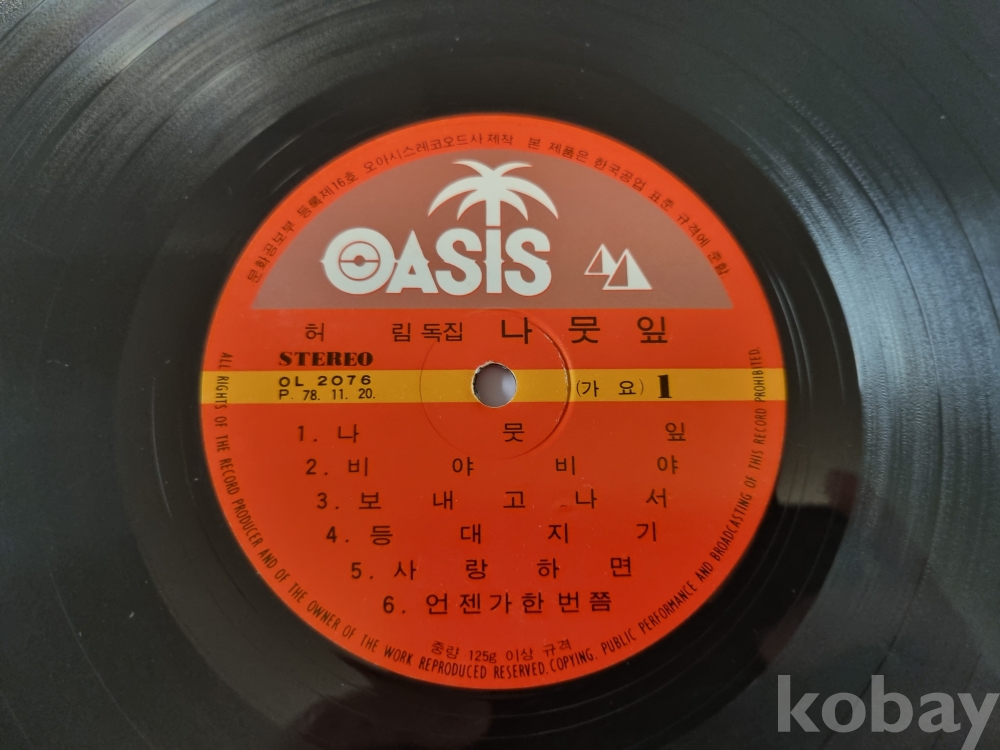 문화공보부 등록제16호 오아시스레코오드사 제작 본 제품은 한국공업 표준 규격에 준함
OASIS
허 림 독집 나 뭇 잎
STEREO
OL 2076
P. 78. 11. 20.
(가 요) 1
1. 나 뭇 잎
2. 비 야 비 야
3. 보 내 고 나 서
4. 등 대 지 기
5. 사 랑 하 면
6. 언 젠 가 한 번 쯤
중량 125g 이상 규격
ALL RIGHTS OF THE RECORD PRODUCER AND OF THE OWNER OF THE WORK REPRODUCED RESERVED. COPYING. PUBLIC PERFORMANCE AND BROADCASTING OF THIS RECORD PROHIBITED.
kobay